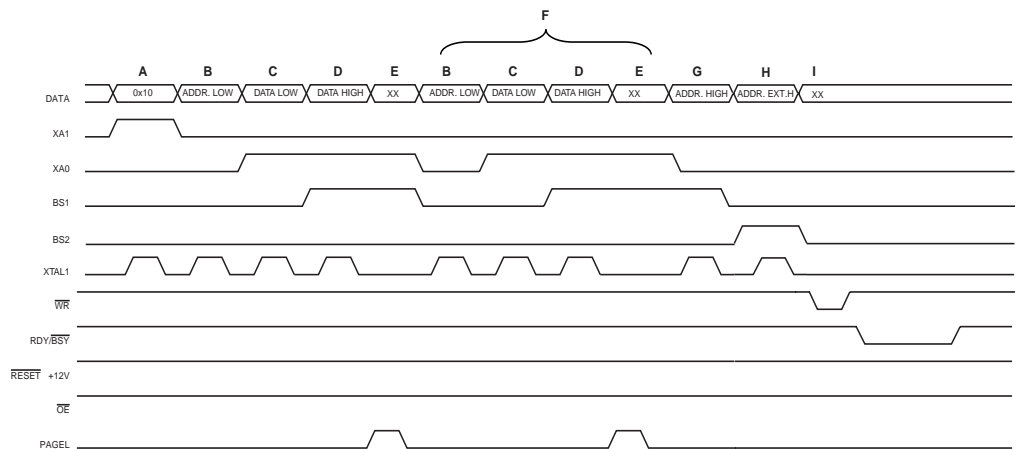 F
A B C D E B C D E G H I
DATA 0x10 ADDR. LOW DATA LOW DATA HIGH XX ADDR. LOW DATA LOW DATA HIGH XX ADDR. HIGH ADDR. EXT.H XX
XA1
XA0
BS1
BS2
XTAL1
WR
RDY/BSY
RESET +12V
OE
PAGEL